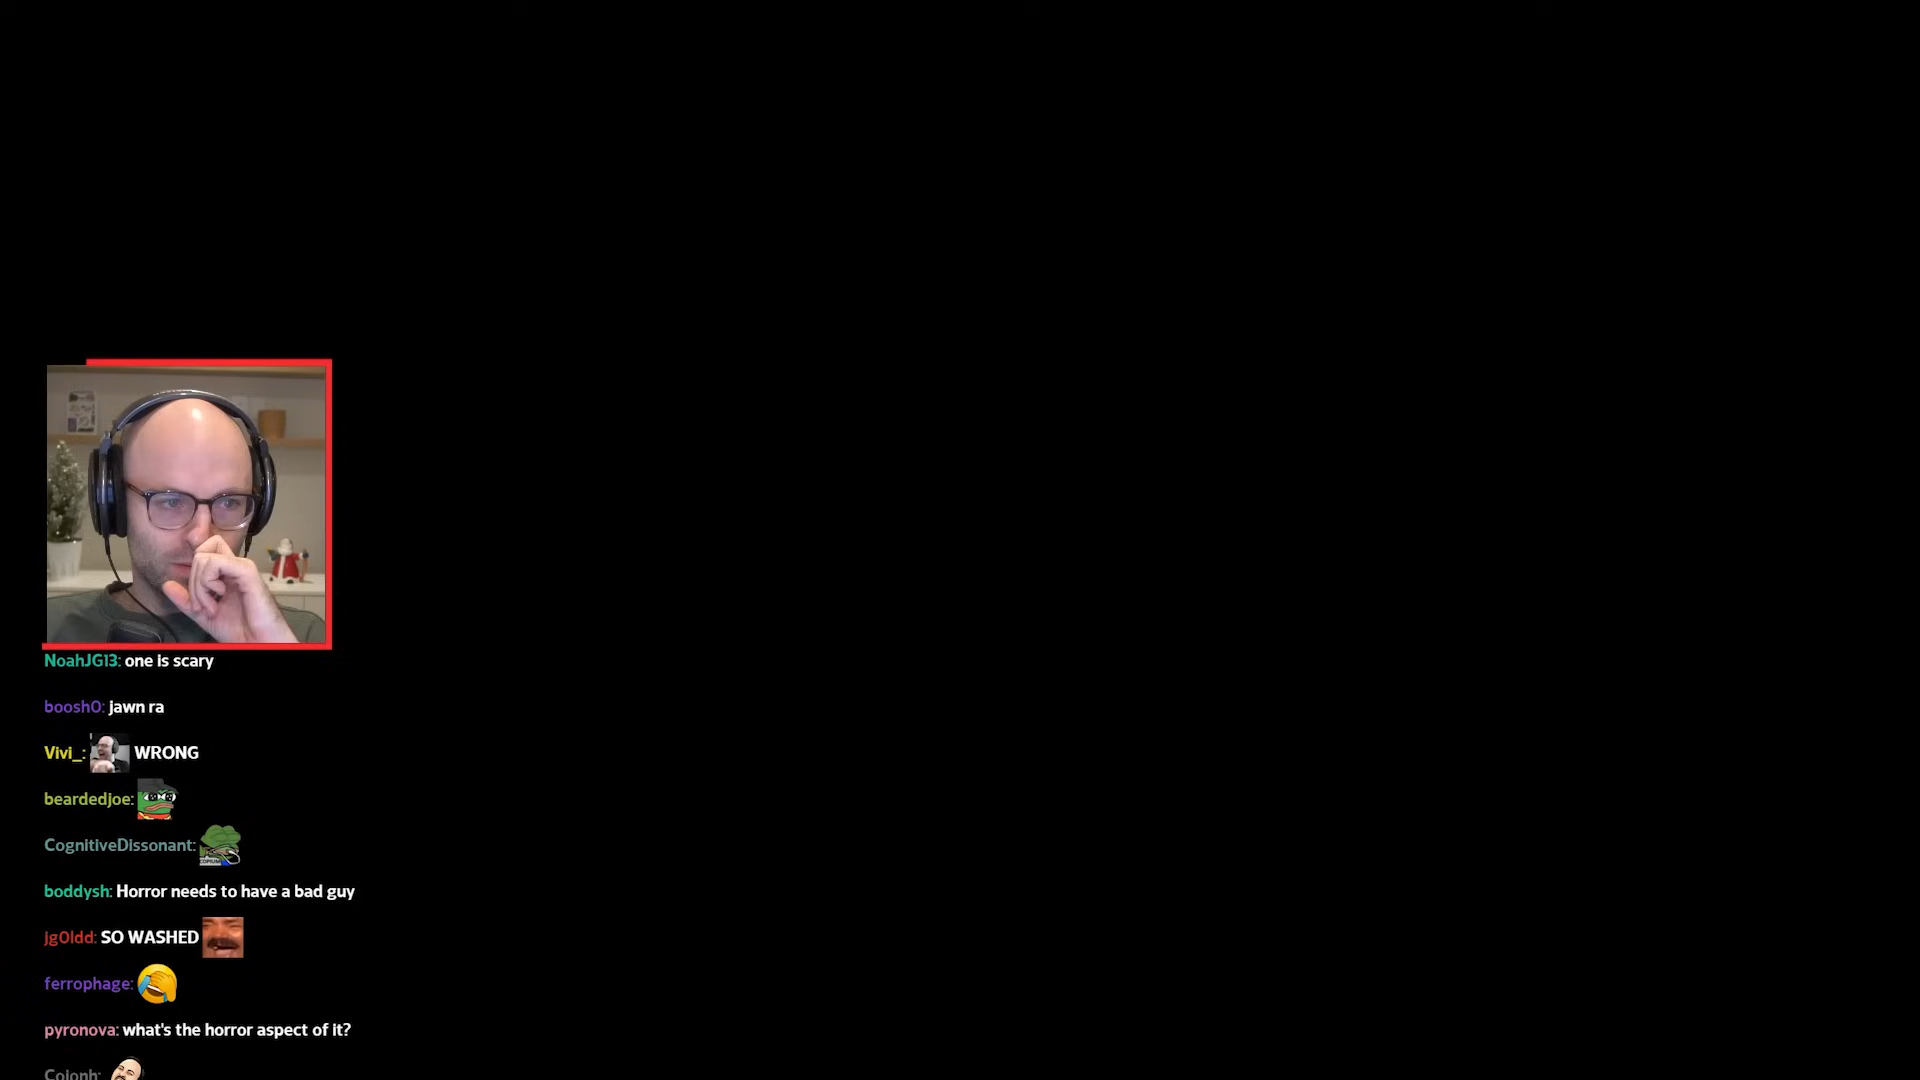 NoahJG13: one is scary
boosh0: jawn ra
Vivi_: WRONG
beardedjoe:
CognitiveDissonant:
COPIUM
boddysh: Horror needs to have a bad guy
jg0ldd: SO WASHED
ferrophage:
pyronova: what's the horror aspect of it?